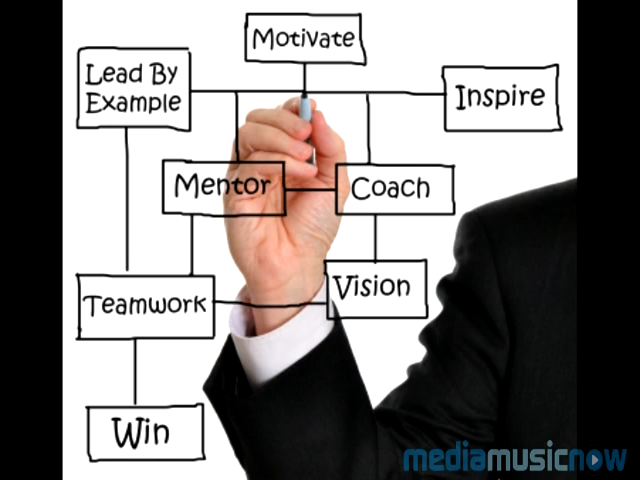 Motivate
Lead By
Example
Inspire
Mentor
Coach
Teamwork
Vision
Win
mediamusicnow